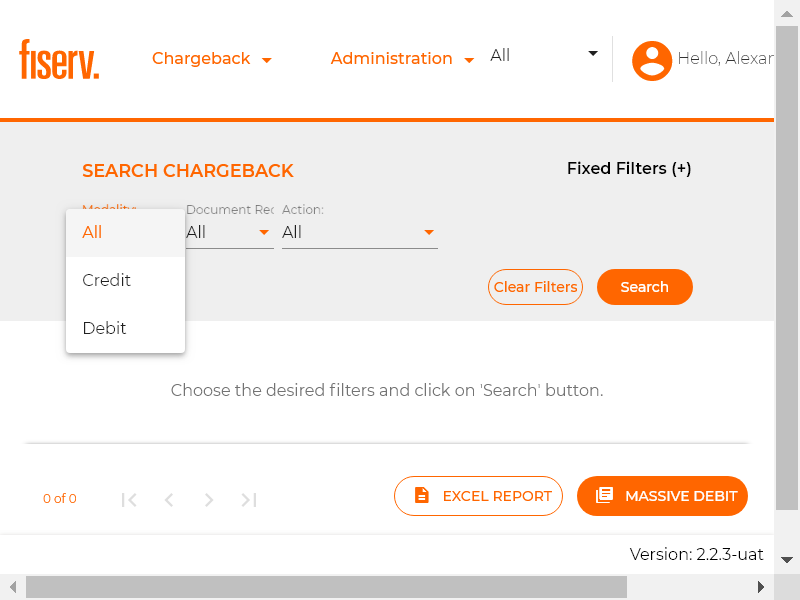 fiserv.
Chargeback
Administration
All
Hello, Alexan
SEARCH CHARGEBACK
Fixed Filters (+)
Modality:
Document Rec
Action:
All
All
All
Credit
Debit
Clear Filters
Search
Choose the desired filters and click on 'Search' button.
0 of 0
EXCEL REPORT
MASSIVE DEBIT
Version: 2.2.3-uat